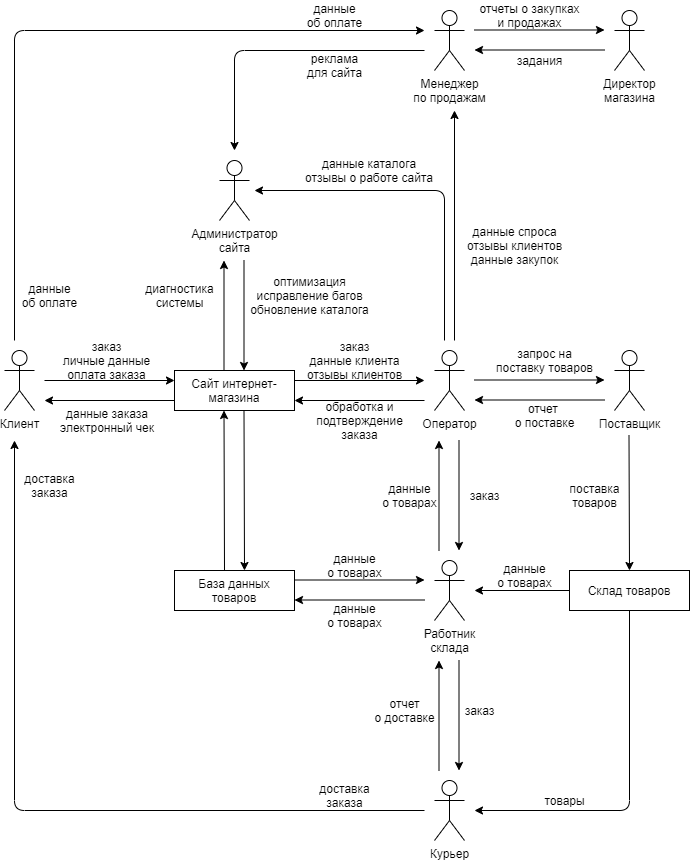 данные
об оплате
отчеты о закупках
и продажах
реклама
для сайта
задания
Менеджер
по продажам
Директор
магазина
данные каталога
отзывы о работе сайта
Администратор
сайта
данные спроса
отзывы клиентов
данные закупок
данные
об оплате
диагностика
системы
оптимизация
исправление багов
обновление каталога
заказ
личные данные
оплата заказа
заказ
данные клиента
отзывы клиентов
запрос на
поставку товаров
Сайт интернет-
магазина
Клиент
данные заказа
электронный чек
обработка и
подтверждение
заказа
Оператор
отчет
о поставке
Поставщик
доставка
заказа
данные
о товарах
заказ
поставка
товаров
База данных
товаров
данные
о товарах
данные
о товарах
данные
о товарах
Склад товаров
Работник
склада
отчет
о доставке
заказ
доставка
заказа
товары
Курьер